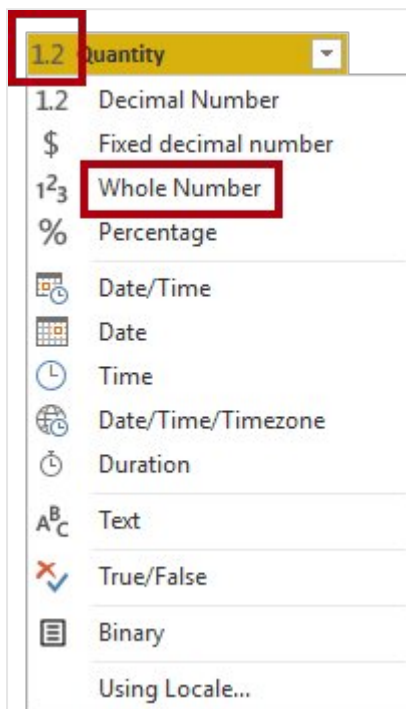 1.2 Quantity
1.2 Decimal Number
$ Fixed decimal number
1²3 Whole Number
% Percentage
Date/Time
Date
Time
Date/Time/Timezone
Duration
ABC Text
True/False
Binary
Using Locale...